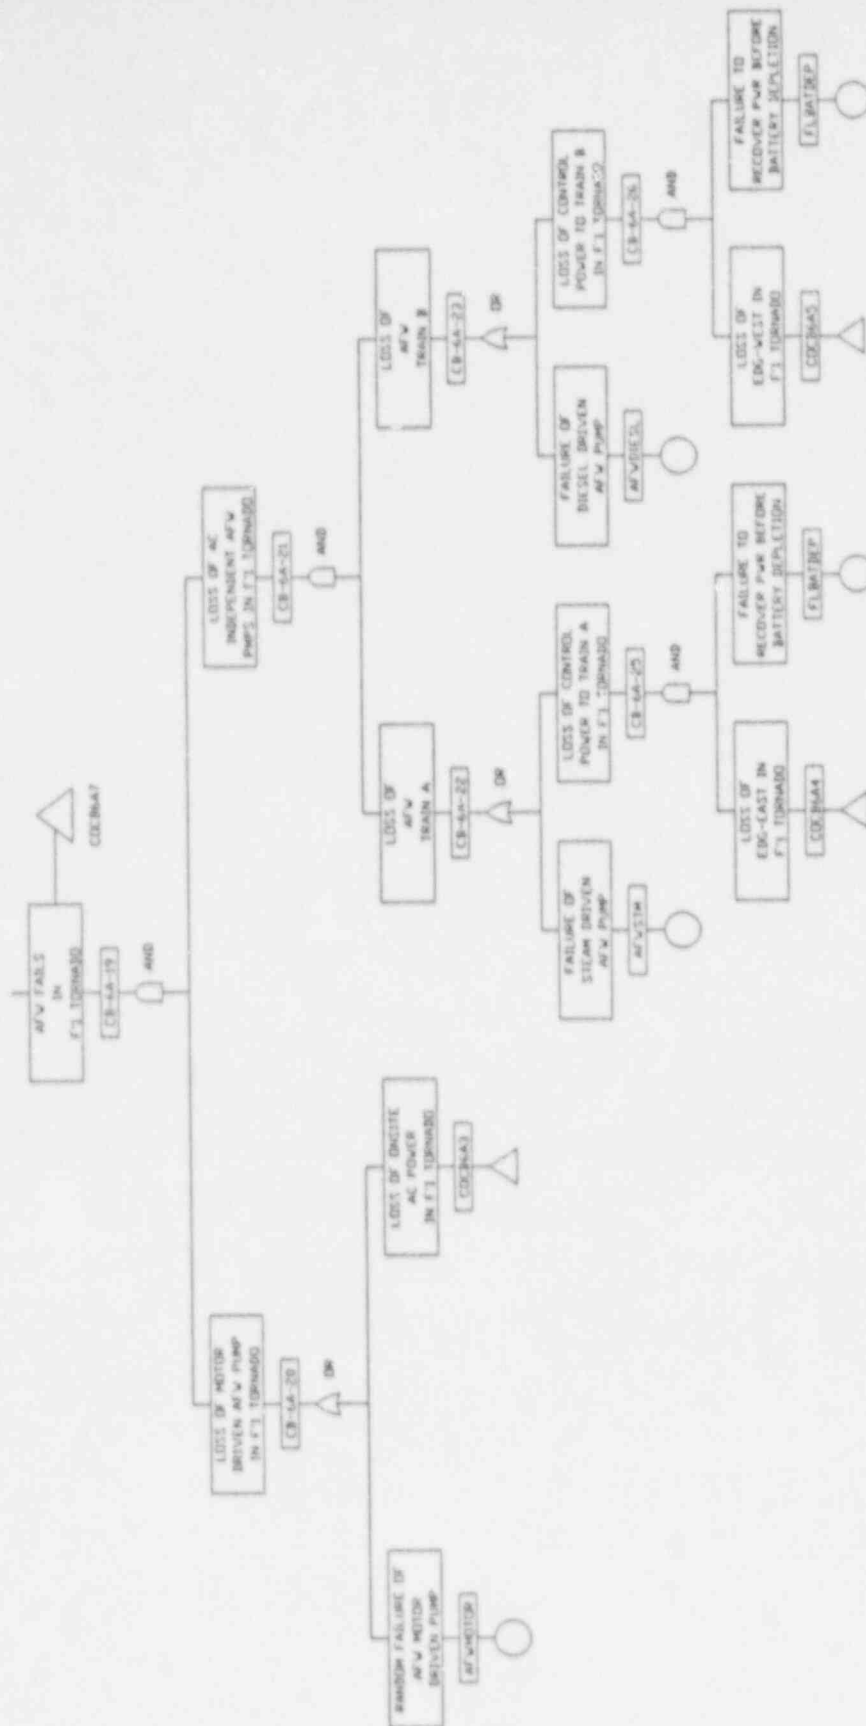 AFW FAILS
IN
F'1 TORNADO
CDCB6A7
CB-6A-19
AND
LOSS OF MOTOR
DRIVEN AFW PUMP
IN F'1 TORNADO
CB-6A-20
OR
LOSS OF AC
INDEPENDENT AFW
PMPS IN F'1 TORNADO
CB-6A-21
AND
RANDOM FAILURE OF
AFW MOTOR
DRIVEN PUMP
AFWMOTOR
LOSS OF ONSITE
AC POWER
IN F'1 TORNADO
CDCB6A3
LOSS OF
AFW
TRAIN A
CB-6A-22
OR
LOSS OF
AFW
TRAIN B
CB-6A-23
OR
FAILURE OF
STEAM DRIVEN
AFW PUMP
AFWSTM
LOSS OF CONTROL
POWER TO TRAIN A
IN F'1 TORNADO
CB-6A-25
AND
FAILURE OF
DIESEL DRIVEN
AFW PUMP
AFWDIESL
LOSS OF CONTROL
POWER TO TRAIN B
IN F'1 TORNADO
CB-6A-26
AND
LOSS OF
EDG-EAST IN
F'1 TORNADO
CDCB6A4
FAILURE TO
RECOVER PWR BEFORE
BATTERY DEPLETION
FLBATDEP
LOSS OF
EDG-WEST IN
F'1 TORNADO
CDCB6A5
FAILURE TO
RECOVER PWR BEFORE
BATTERY DEPLETION
FLBATDEP